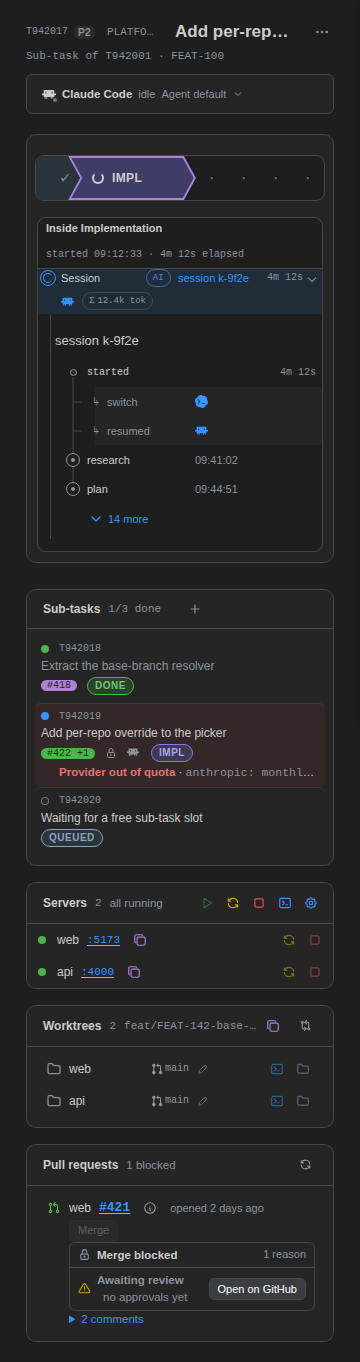 T942017 P2 PLATFO… Add per-rep… ···
Sub-task of T942001 · FEAT-100
Claude Code idle Agent default
✓ IMPL · · · ·
Inside Implementation
started 09:12:33 · 4m 12s elapsed
Session AI session k-9f2e 4m 12s
Σ 12.4k tok
session k-9f2e
started 4m 12s
↳ switch
↳ resumed
research 09:41:02
plan 09:44:51
14 more
Sub-tasks 1/3 done +
T942018
Extract the base-branch resolver
#418 DONE
T942019
Add per-repo override to the picker
#422 +1 IMPL
Provider out of quota · anthropic: monthl…
T942020
Waiting for a free sub-task slot
QUEUED
Servers 2 all running
web :5173
api :4000
Worktrees 2 feat/FEAT-142-base-…
web main
api main
Pull requests 1 blocked
web #421 opened 2 days ago
Merge
Merge blocked 1 reason
Awaiting review
no approvals yet Open on GitHub
2 comments